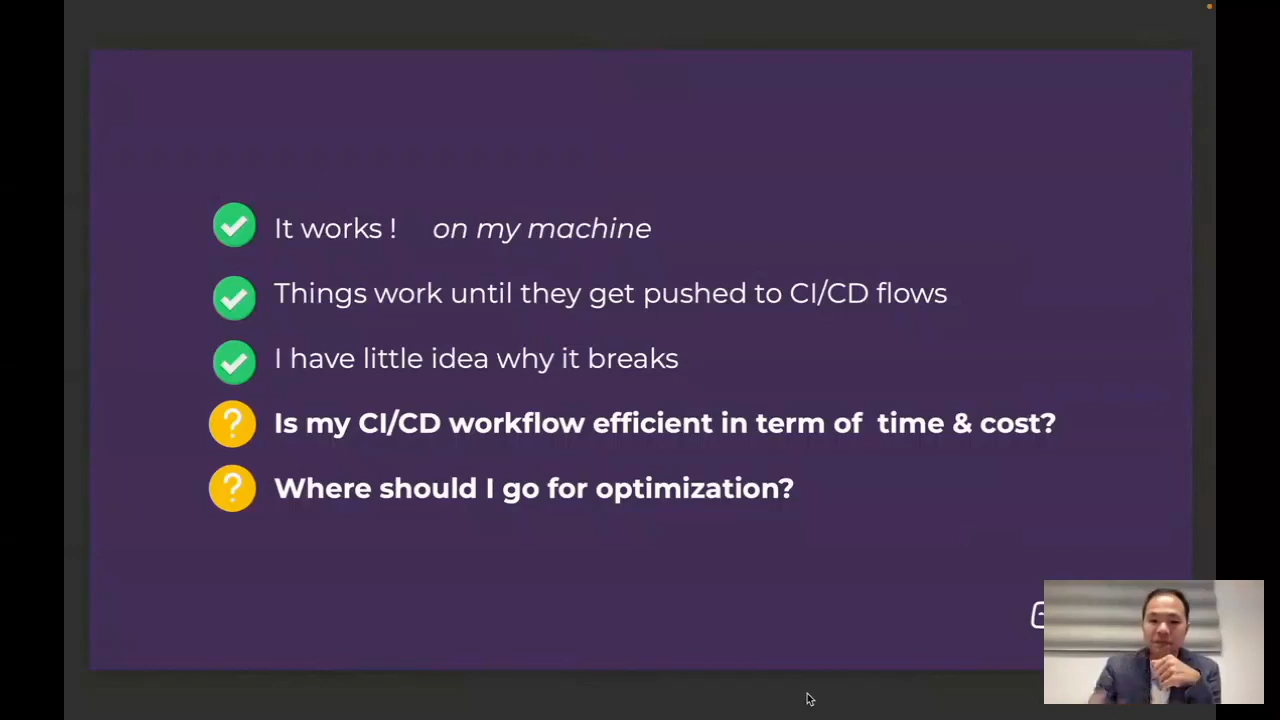 It works ! on my machine
Things work until they get pushed to CI/CD flows
I have little idea why it breaks
Is my CI/CD workflow efficient in term of time & cost?
Where should I go for optimization?